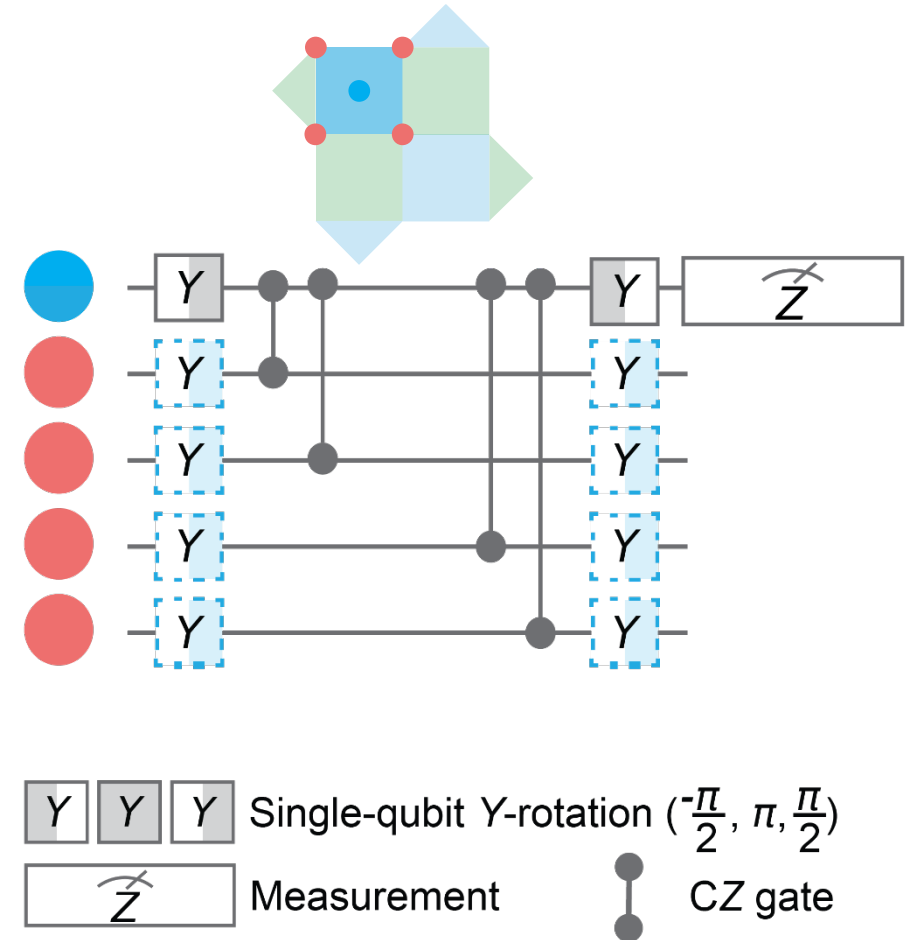 Y Y Z
Y Y
Y Y
Y Y
Y Y
Y Y Y Single-qubit Y-rotation (-π/2, π, π/2)
Z Measurement CZ gate